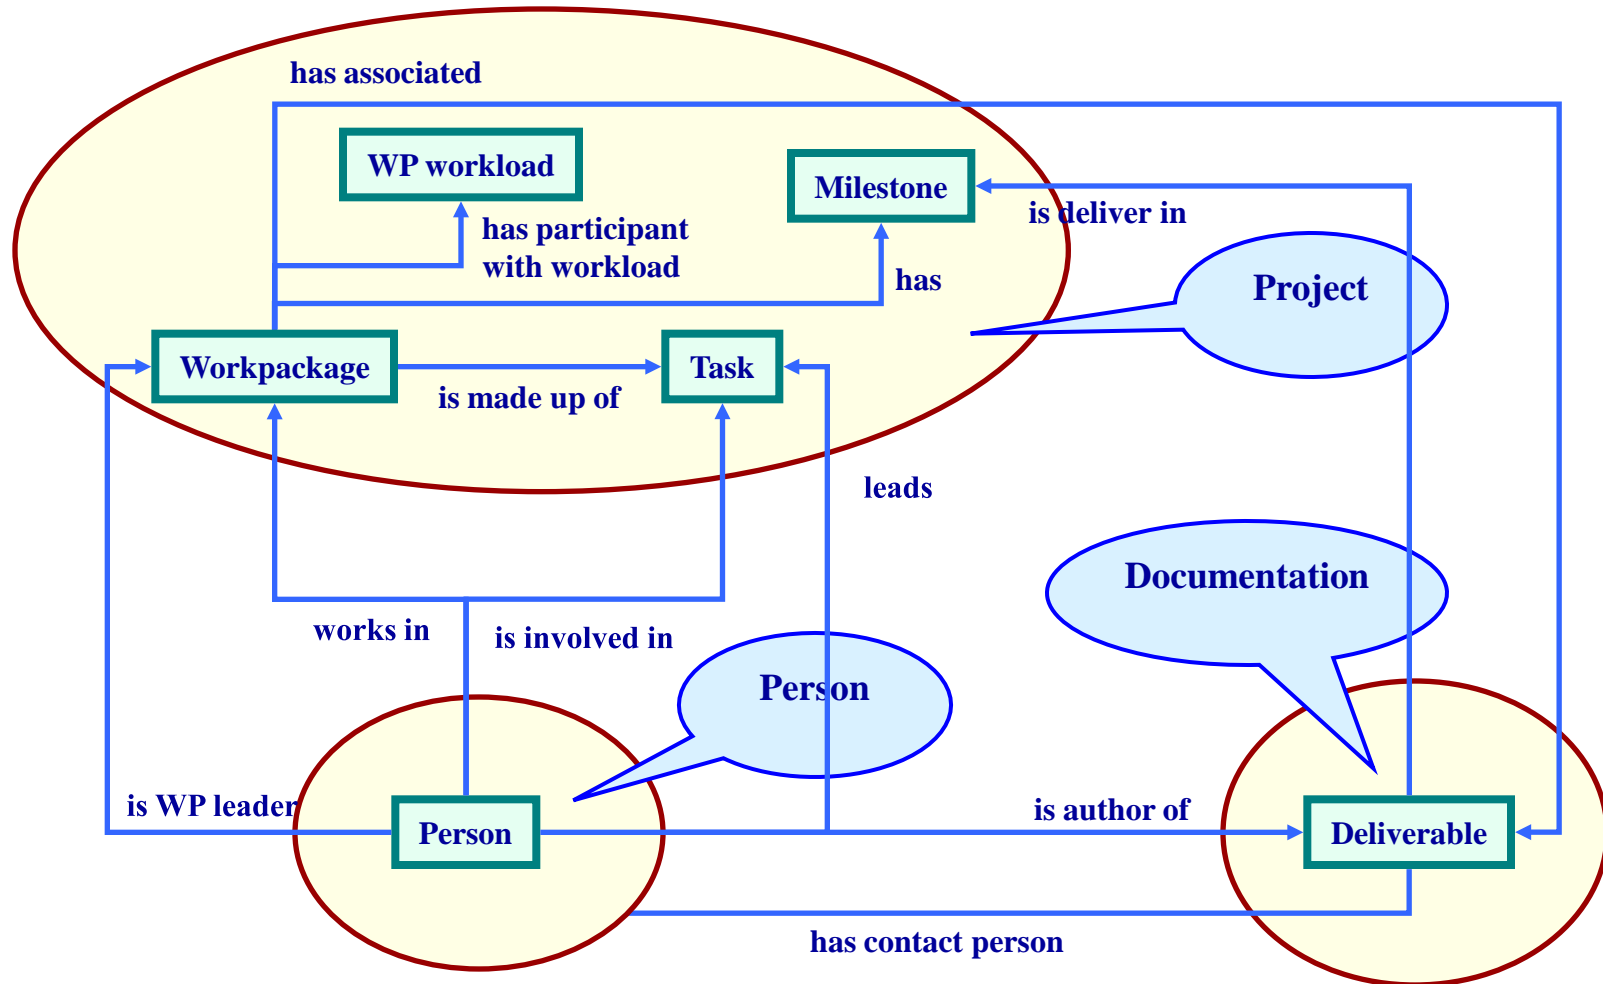 has associated
WP workload
Milestone
is deliver in
has participant
with workload
has
Project
Workpackage
Task
is made up of
leads
Documentation
works in
is involved in
Person
is WP leader
Person
is author of
Deliverable
has contact person